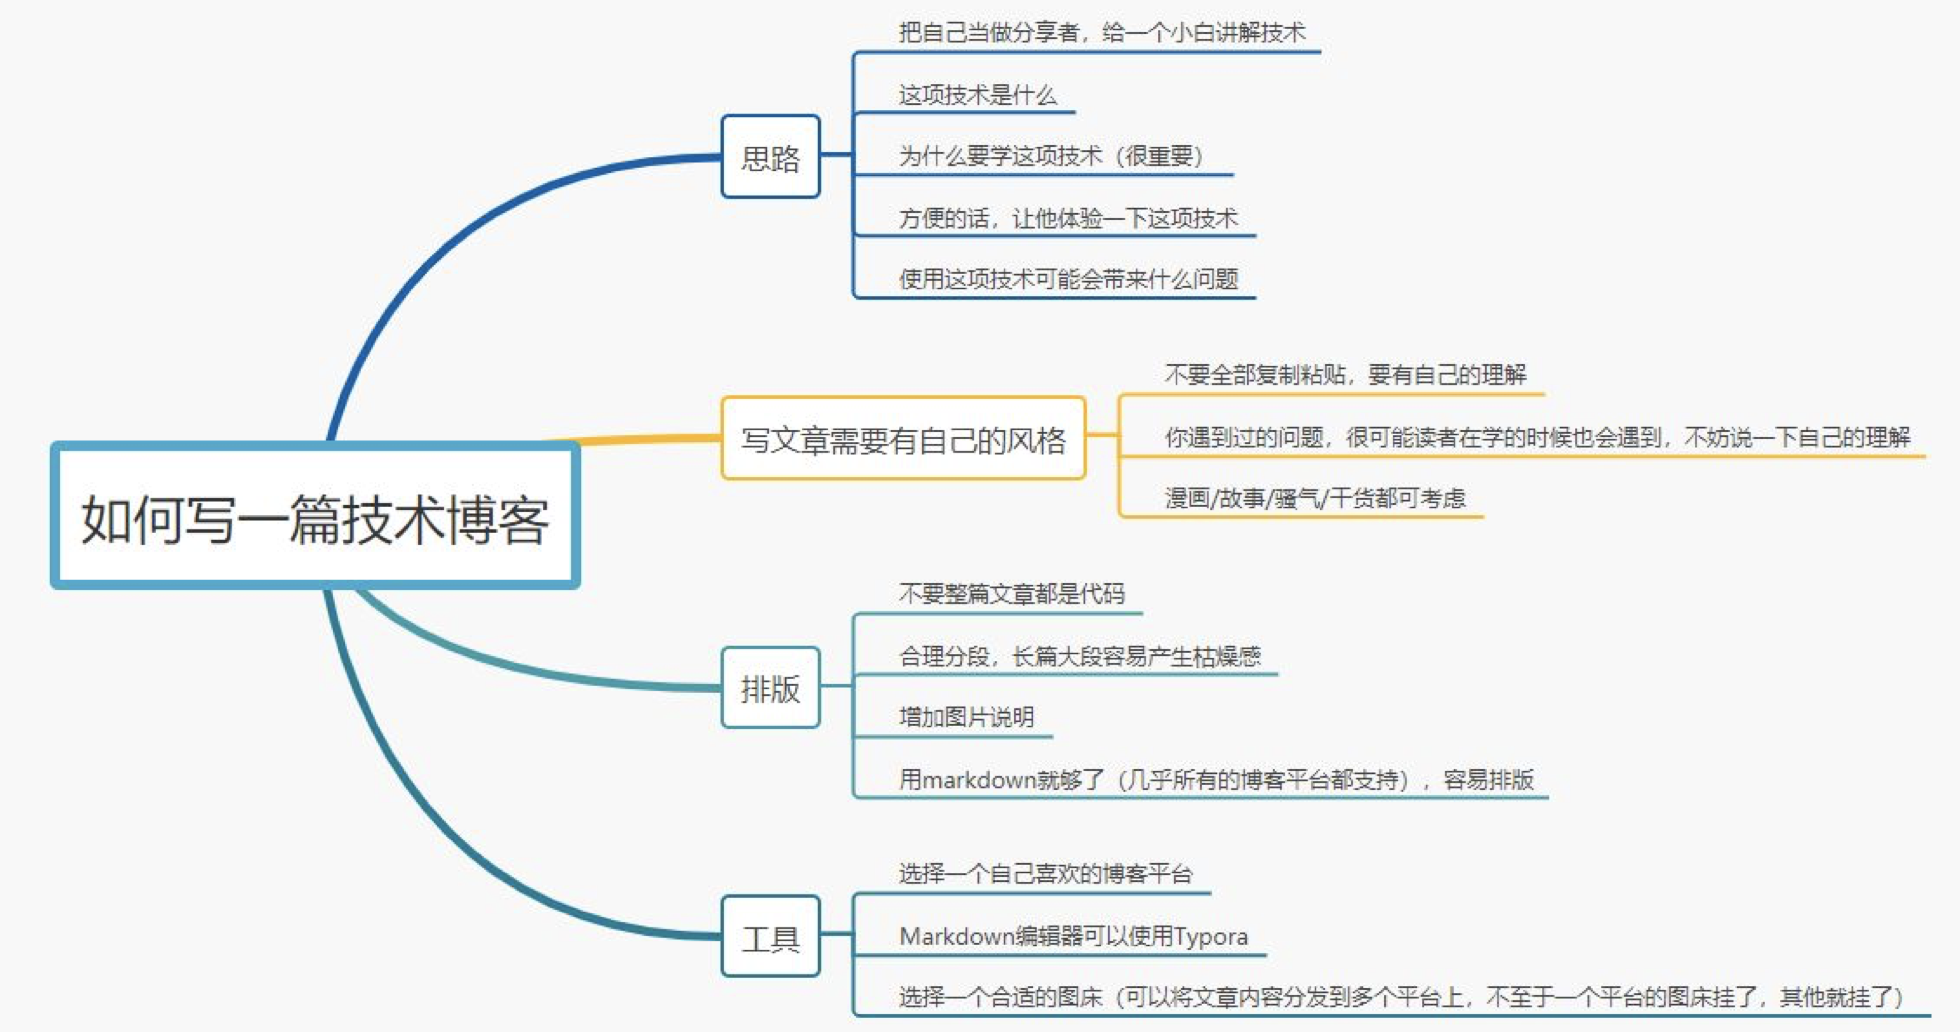 如何写一篇技术博客
思路
把自己当做分享者，给一个小白讲解技术
这项技术是什么
为什么要学这项技术（很重要）
方便的话，让他体验一下这项技术
使用这项技术可能会带来什么问题
写文章需要有自己的风格
不要全部复制粘贴，要有自己的理解
你遇到过的问题，很可能读者在学的时候也会遇到，不妨说一下自己的理解
漫画/故事/骚气/干货都可考虑
排版
不要整篇文章都是代码
合理分段，长篇大段容易产生枯燥感
增加图片说明
用markdown就够了（几乎所有的博客平台都支持），容易排版
工具
选择一个自己喜欢的博客平台
Markdown编辑器可以使用Typora
选择一个合适的图床（可以将文章内容分发到多个平台上，不至于一个平台的图床挂了，其他就挂了）